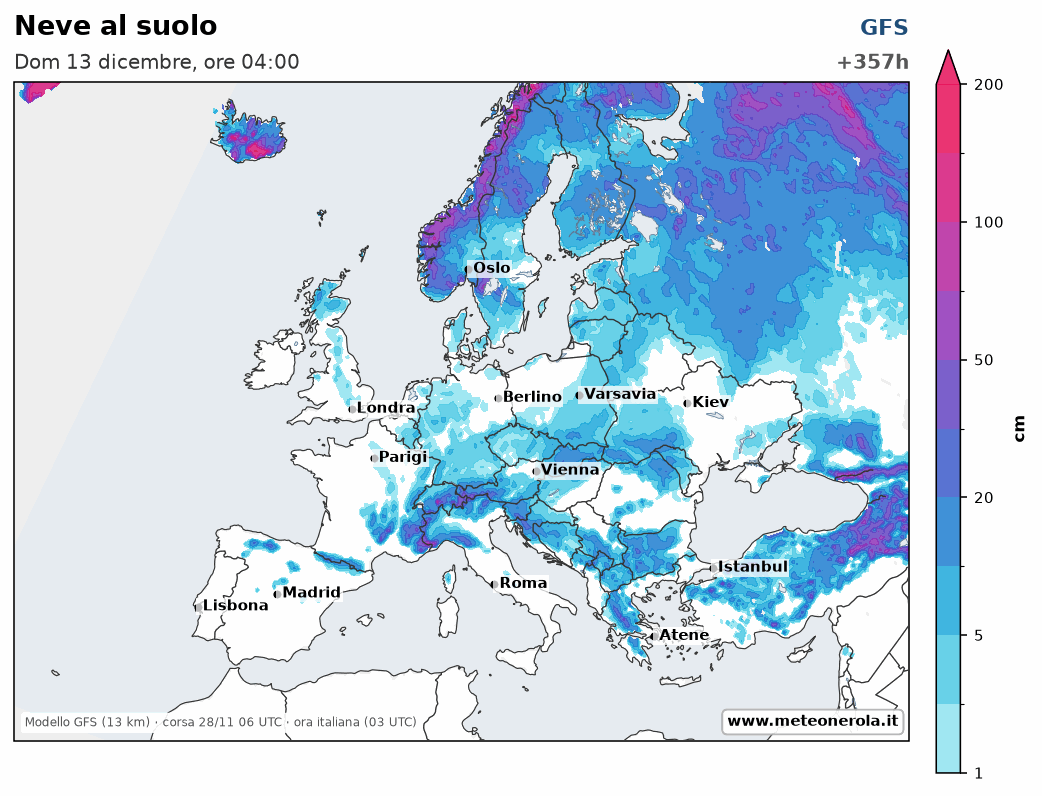 Neve al suolo
GFS
Dom 13 dicembre, ore 04:00
+357h
200
100
50
20
5
1
cm
Oslo
Londra
Berlino
Varsavia
Kiev
Parigi
Vienna
Istanbul
Roma
Madrid
Lisbona
Atene
Modello GFS (13 km) · corsa 28/11 06 UTC · ora italiana (03 UTC)
www.meteonerola.it